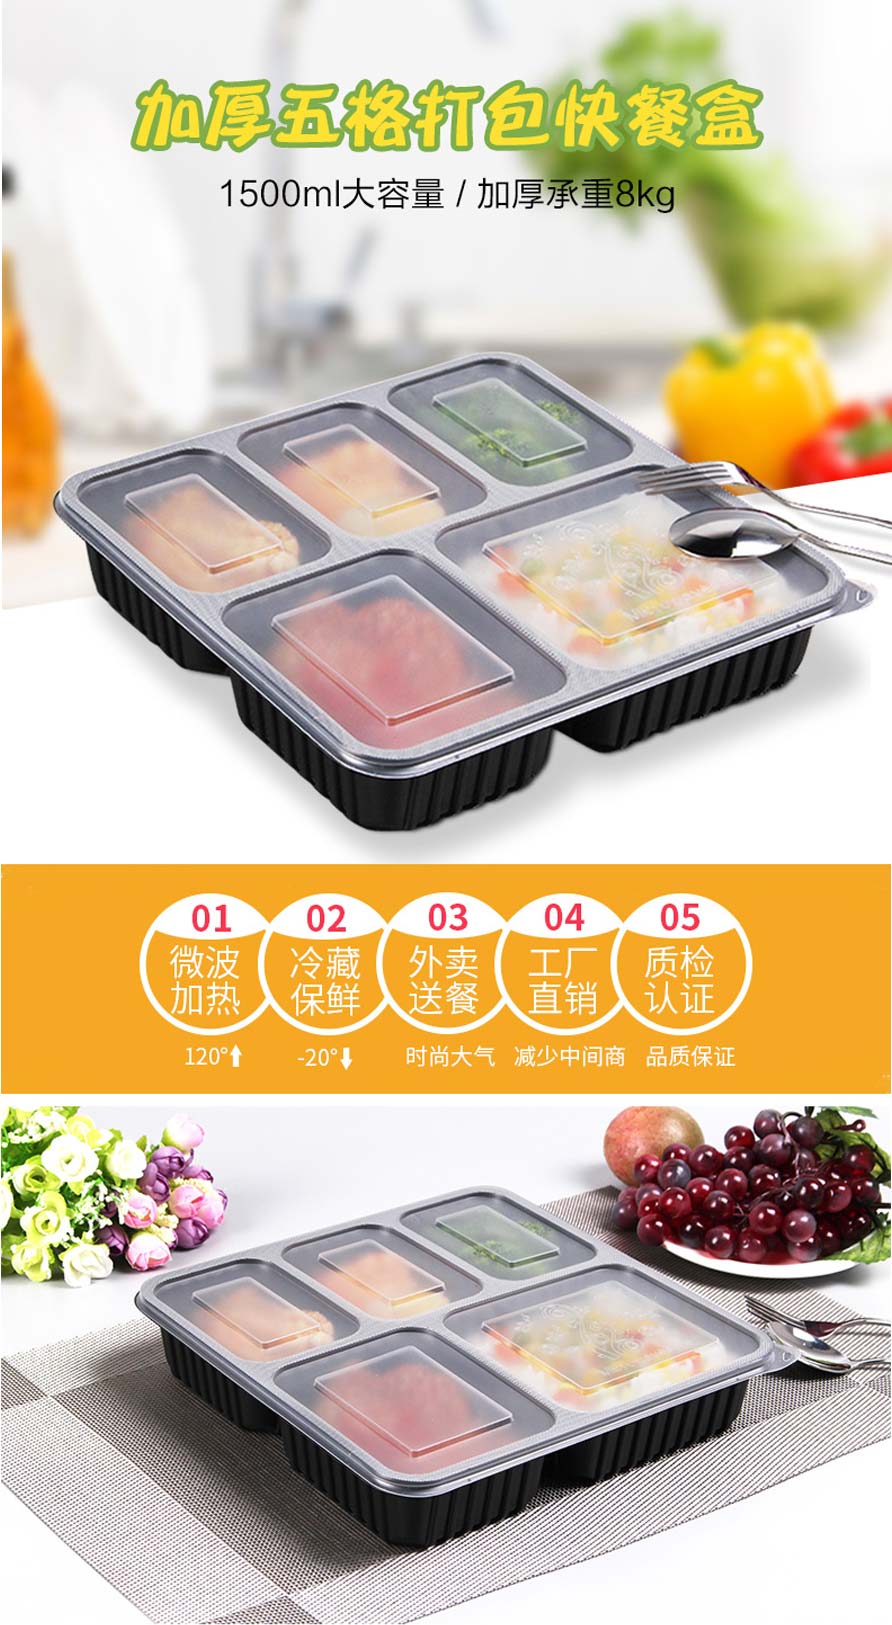 加厚五格打包快餐盒
1500ml大容量 / 加厚承重8kg
01 02 03 04 05
微波 冷藏 外卖 工厂 质检
加热 保鲜 送餐 直销 认证
120°⬆ -20°⬇ 时尚大气 减少中间商 品质保证